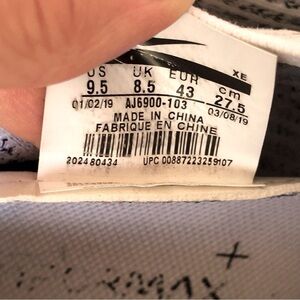 XE
US UK EUR cm
9.5 8.5 43 27.5
01/02/19 AJ6900-103 03/08/19
MADE IN CHINA
FABRIQUE EN CHINE
202480434 UPC 00887223259107